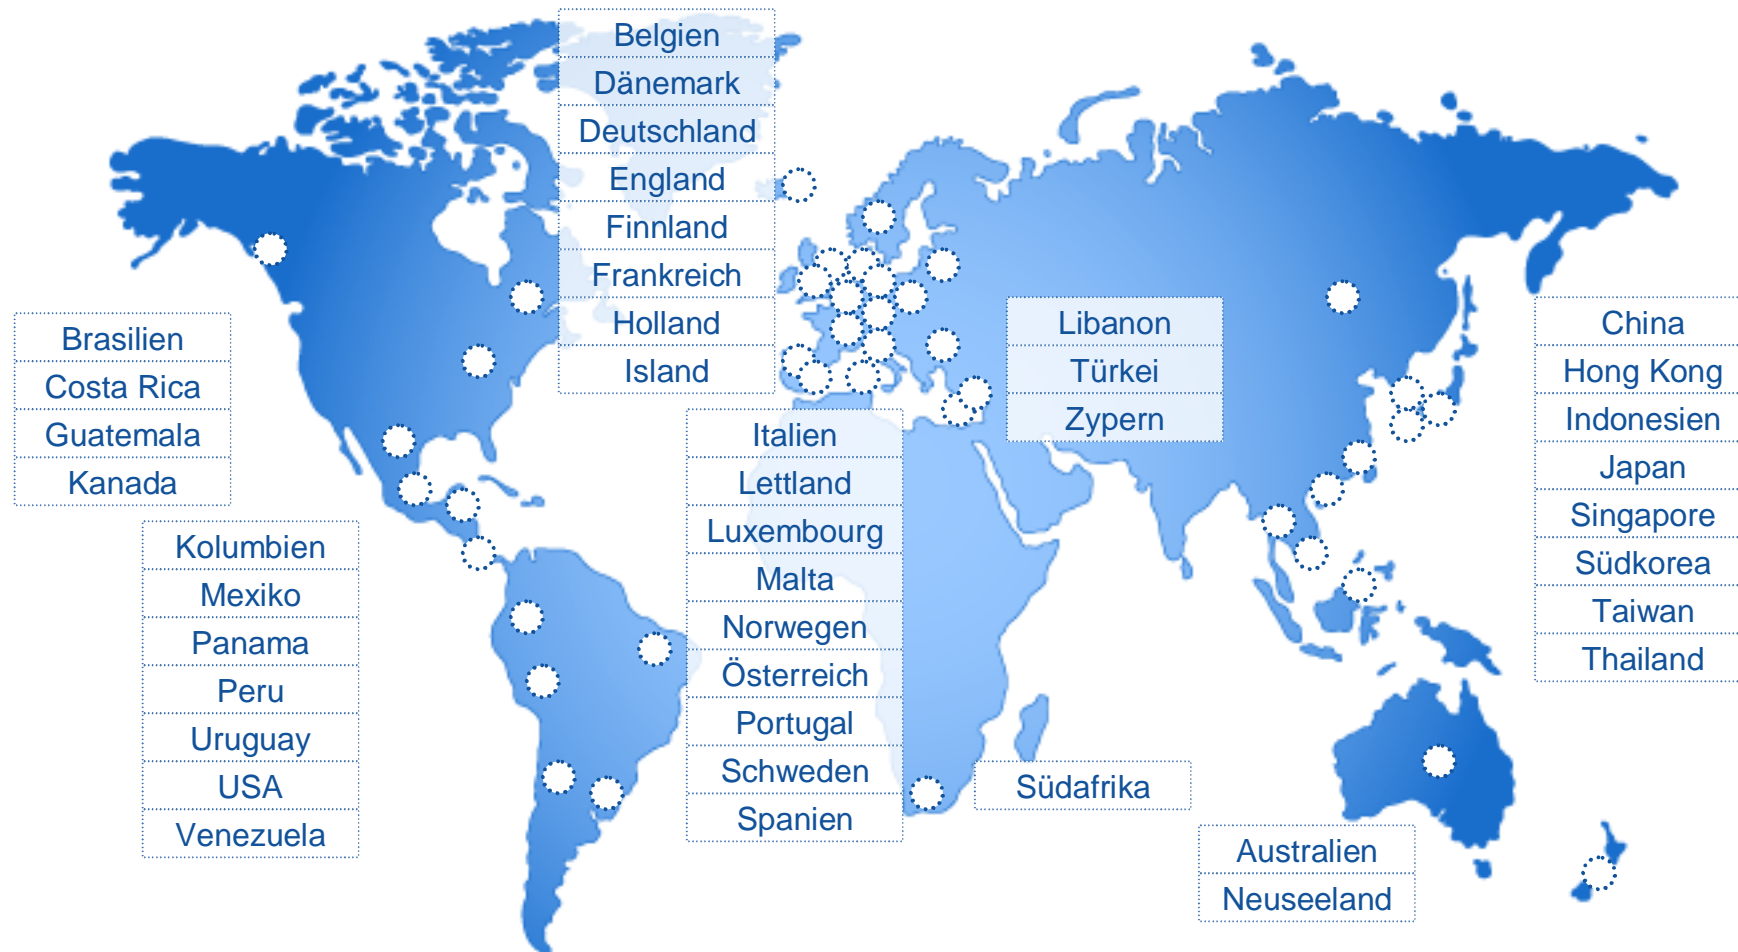 Belgien
Dänemark
Deutschland
England
Finnland
Frankreich
Holland
Island
Brasilien
Costa Rica
Guatemala
Kanada
Kolumbien
Mexiko
Panama
Peru
Uruguay
USA
Venezuela
Italien
Lettland
Luxembourg
Malta
Norwegen
Österreich
Portugal
Schweden
Spanien
Libanon
Türkei
Zypern
Südafrika
China
Hong Kong
Indonesien
Japan
Singapore
Südkorea
Taiwan
Thailand
Australien
Neuseeland